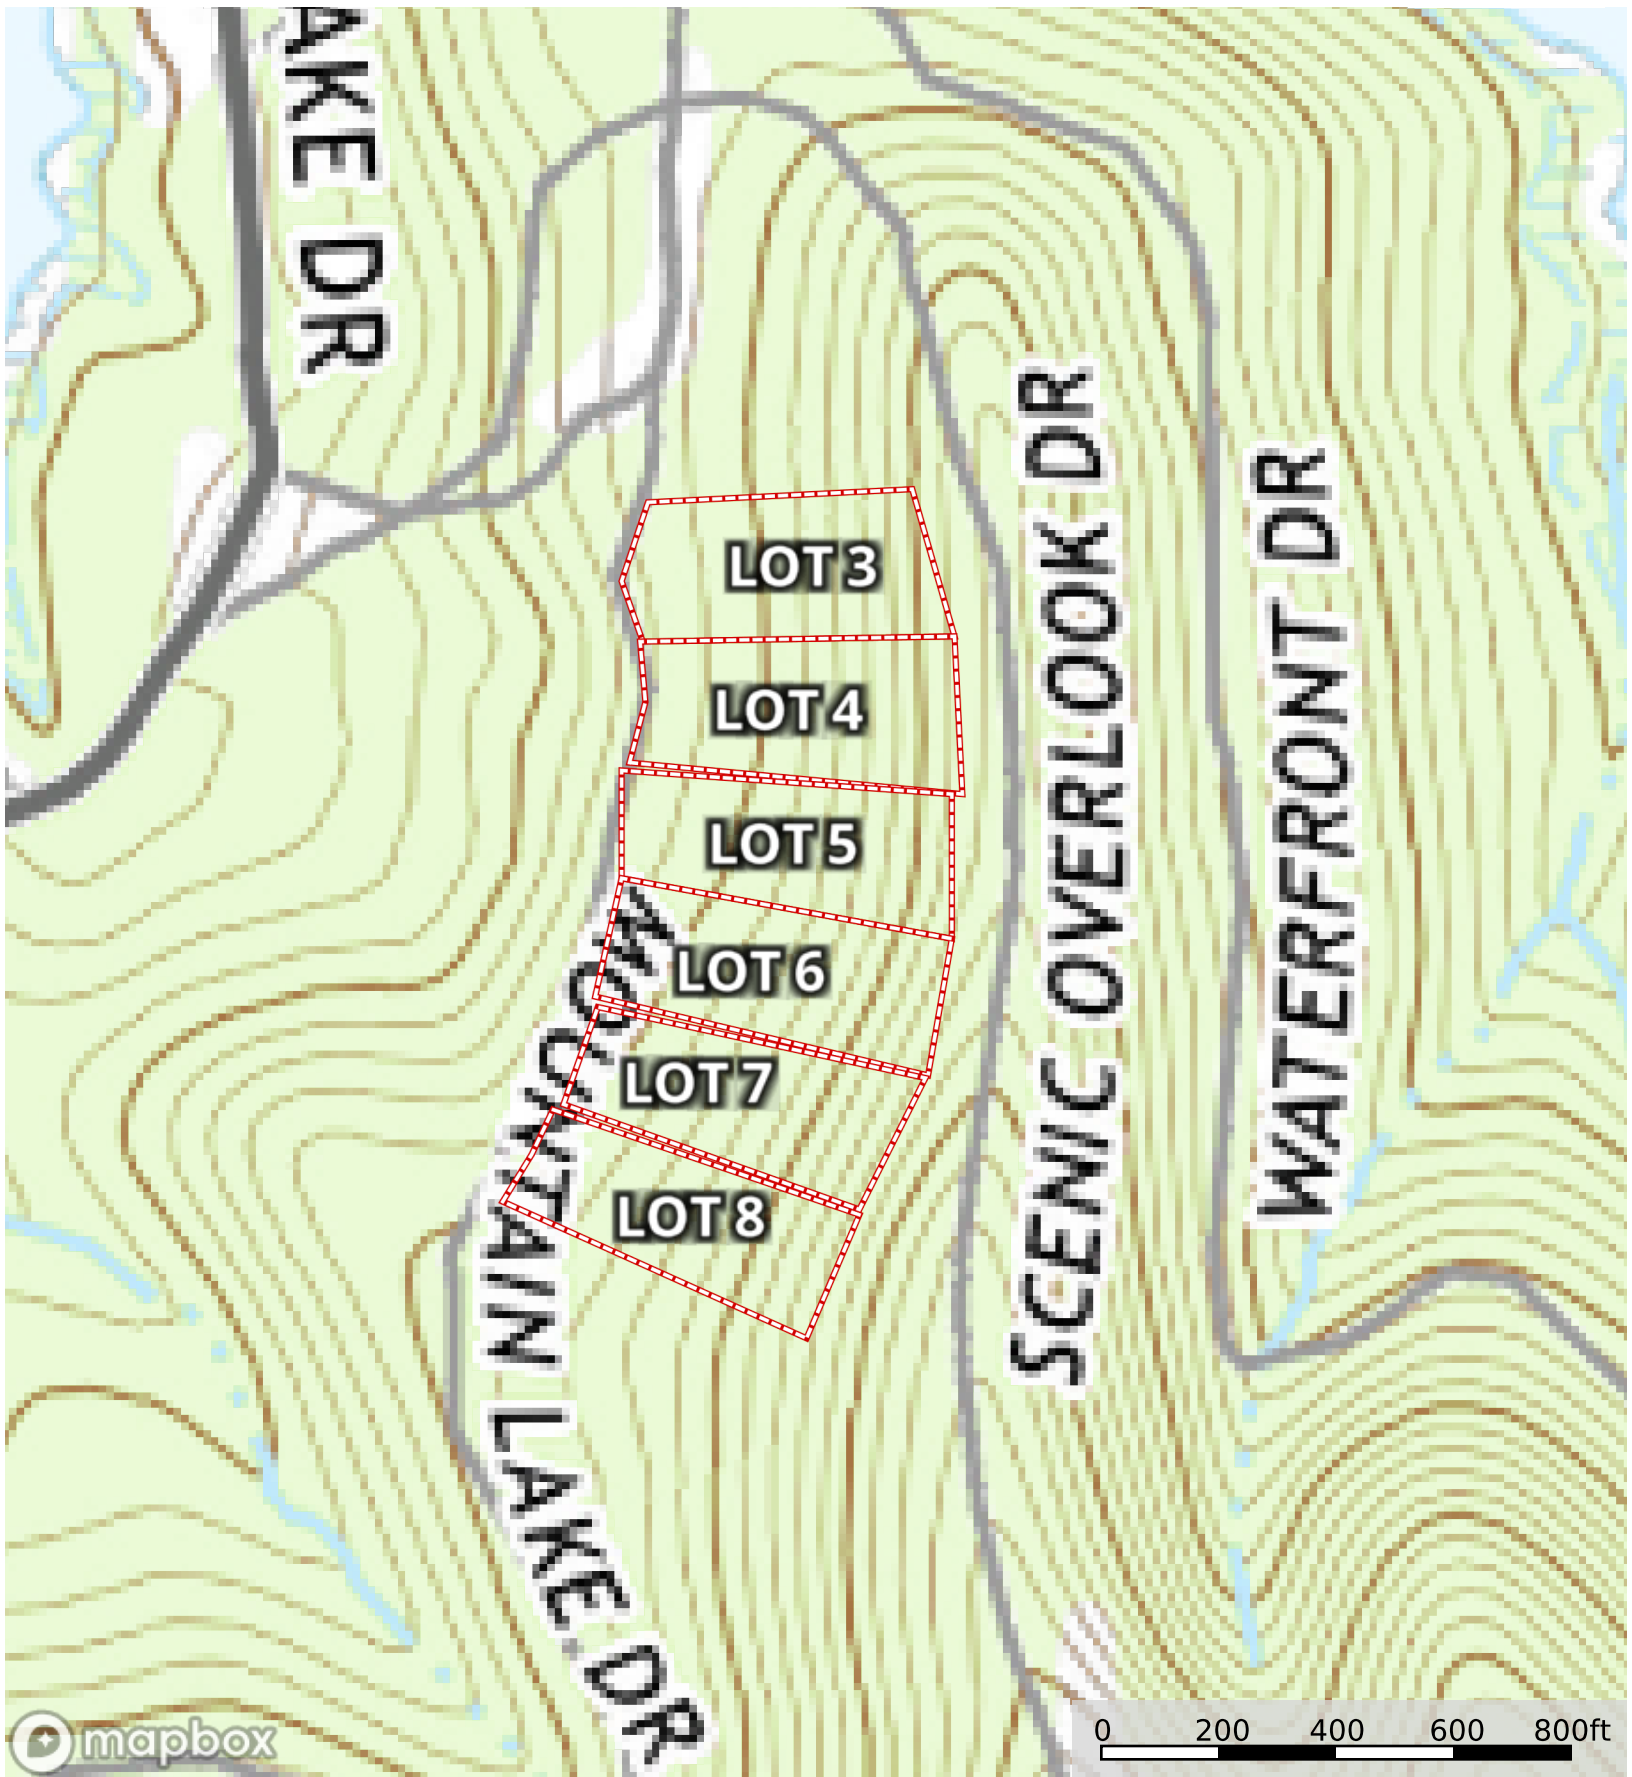 AKE DR
SCENIC OVERLOOK DR
WATERFRONT DR
LOT 3
LOT 4
LOT 5
LOT 6
LOT 7
LOT 8
MOUNTAIN LAKE DR
mapbox
0 200 400 600 800ft